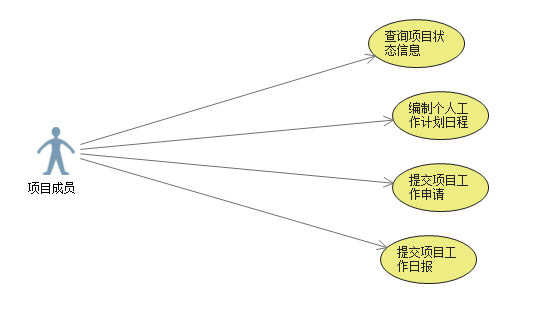 查询项目状
态信息
编制个人工
作计划日程
项目成员
提交项目工
作申请
提交项目工
作日报